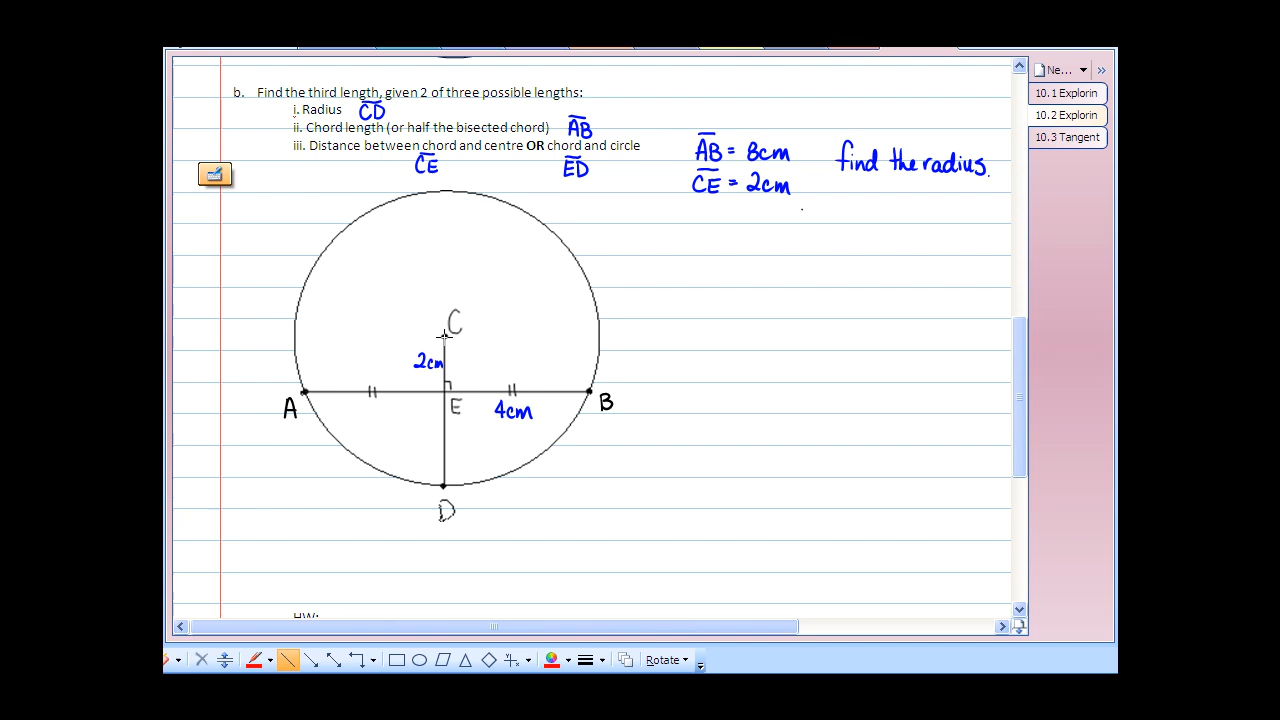 b. Find the third length, given 2 of three possible lengths:
i. Radius CD
ii. Chord length (or half the bisected chord) AB
iii. Distance between chord and centre OR chord and circle
CE ED
AB = 8cm
CE = 2cm
find the radius.
C
2cm
A
E
4cm
B
D
HW:
Ne...
10.1 Explorin
10.2 Explorin
10.3 Tangent
Rotate